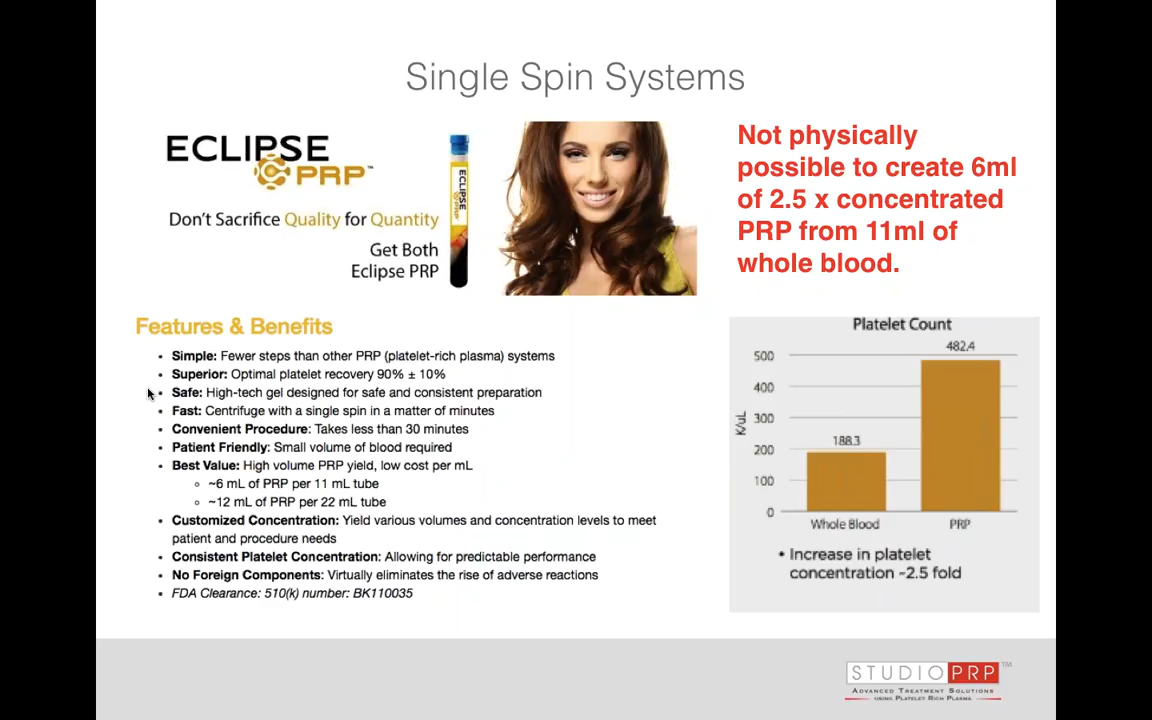 Single Spin Systems
ECLIPSE
PRP™
Don't Sacrifice Quality for Quantity
Get Both
Eclipse PRP
ECLIPSE
PRP
Not physically
possible to create 6ml
of 2.5 x concentrated
PRP from 11ml of
whole blood.
Features & Benefits
• Simple: Fewer steps than other PRP (platelet-rich plasma) systems
• Superior: Optimal platelet recovery 90% ± 10%
• Safe: High-tech gel designed for safe and consistent preparation
• Fast: Centrifuge with a single spin in a matter of minutes
• Convenient Procedure: Takes less than 30 minutes
• Patient Friendly: Small volume of blood required
• Best Value: High volume PRP yield, low cost per mL
◦ ~6 mL of PRP per 11 mL tube
◦ ~12 mL of PRP per 22 mL tube
• Customized Concentration: Yield various volumes and concentration levels to meet
patient and procedure needs
• Consistent Platelet Concentration: Allowing for predictable performance
• No Foreign Components: Virtually eliminates the rise of adverse reactions
• FDA Clearance: 510(k) number: BK110035
Platelet Count
482.4
500
400
300
188.3
200
100
0
K/uL
Whole Blood PRP
• Increase in platelet
concentration ~2.5 fold
STUDIO PRP ™
ADVANCED TREATMENT SOLUTIONS
USING PLATELET RICH PLASMA